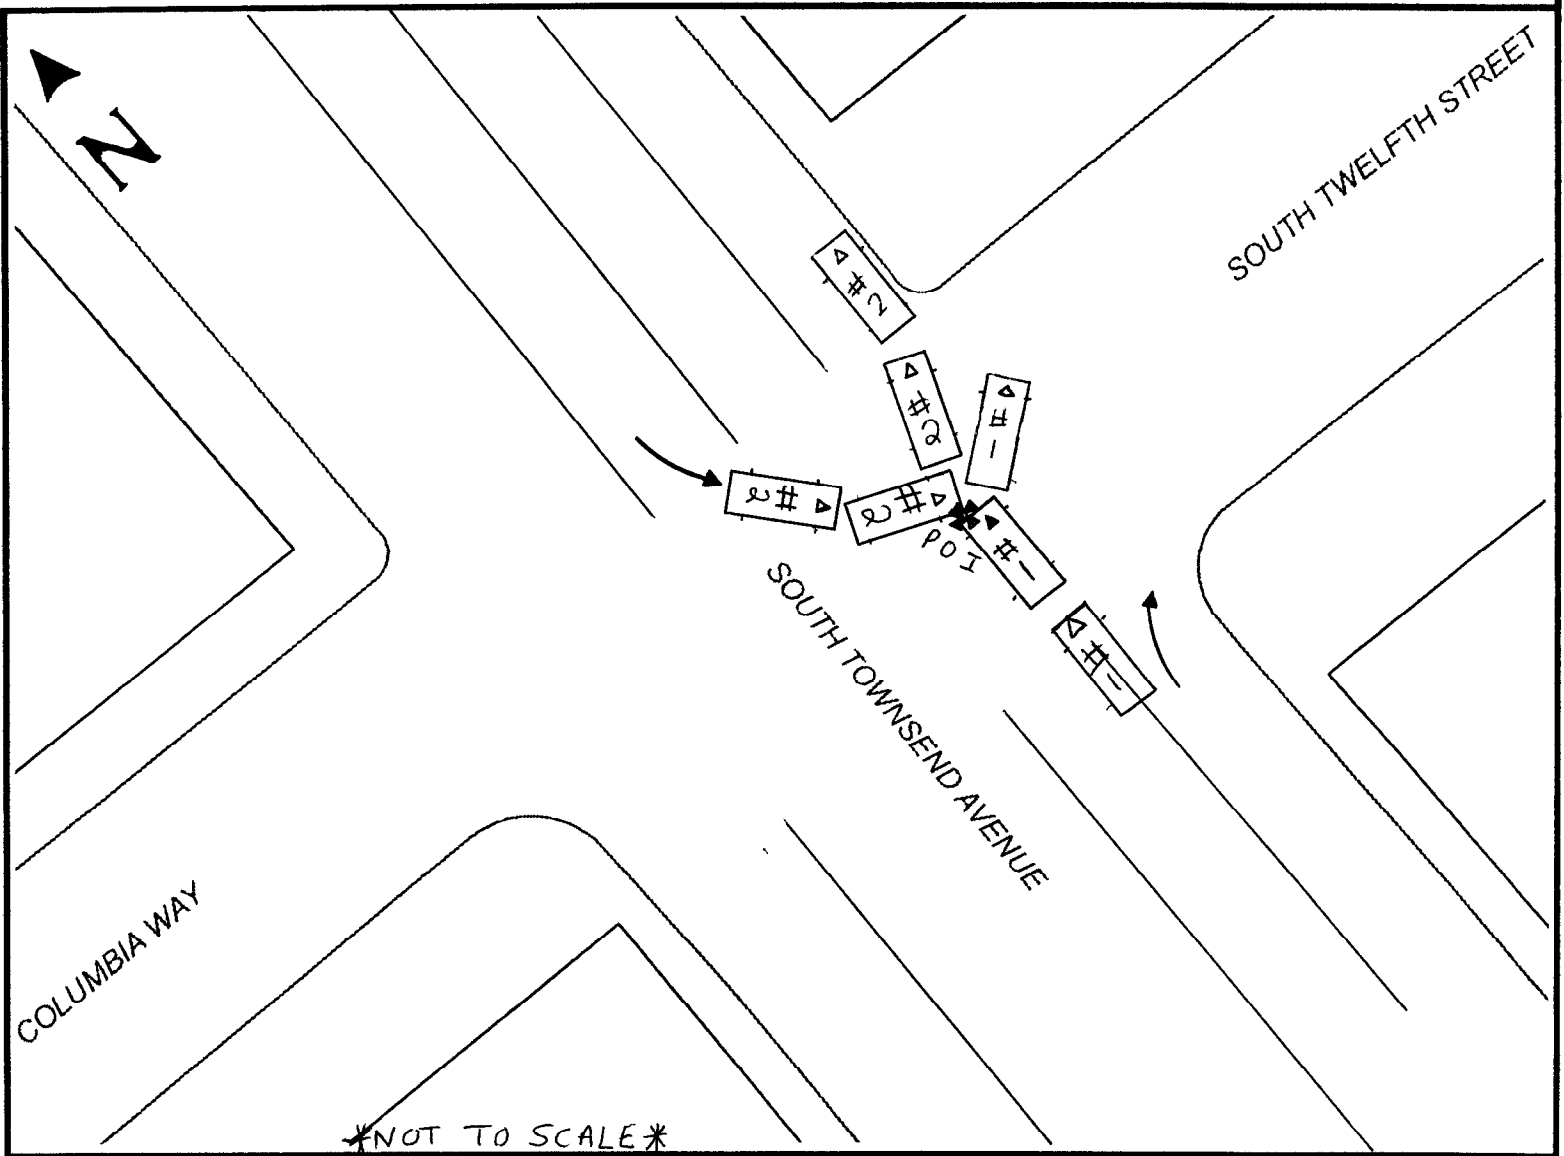 N
SOUTH TWELFTH STREET
#2
#2
#1
#2
#2
#1
POI
#1
SOUTH TOWNSEND AVENUE
COLUMBIA WAY
*NOT TO SCALE*